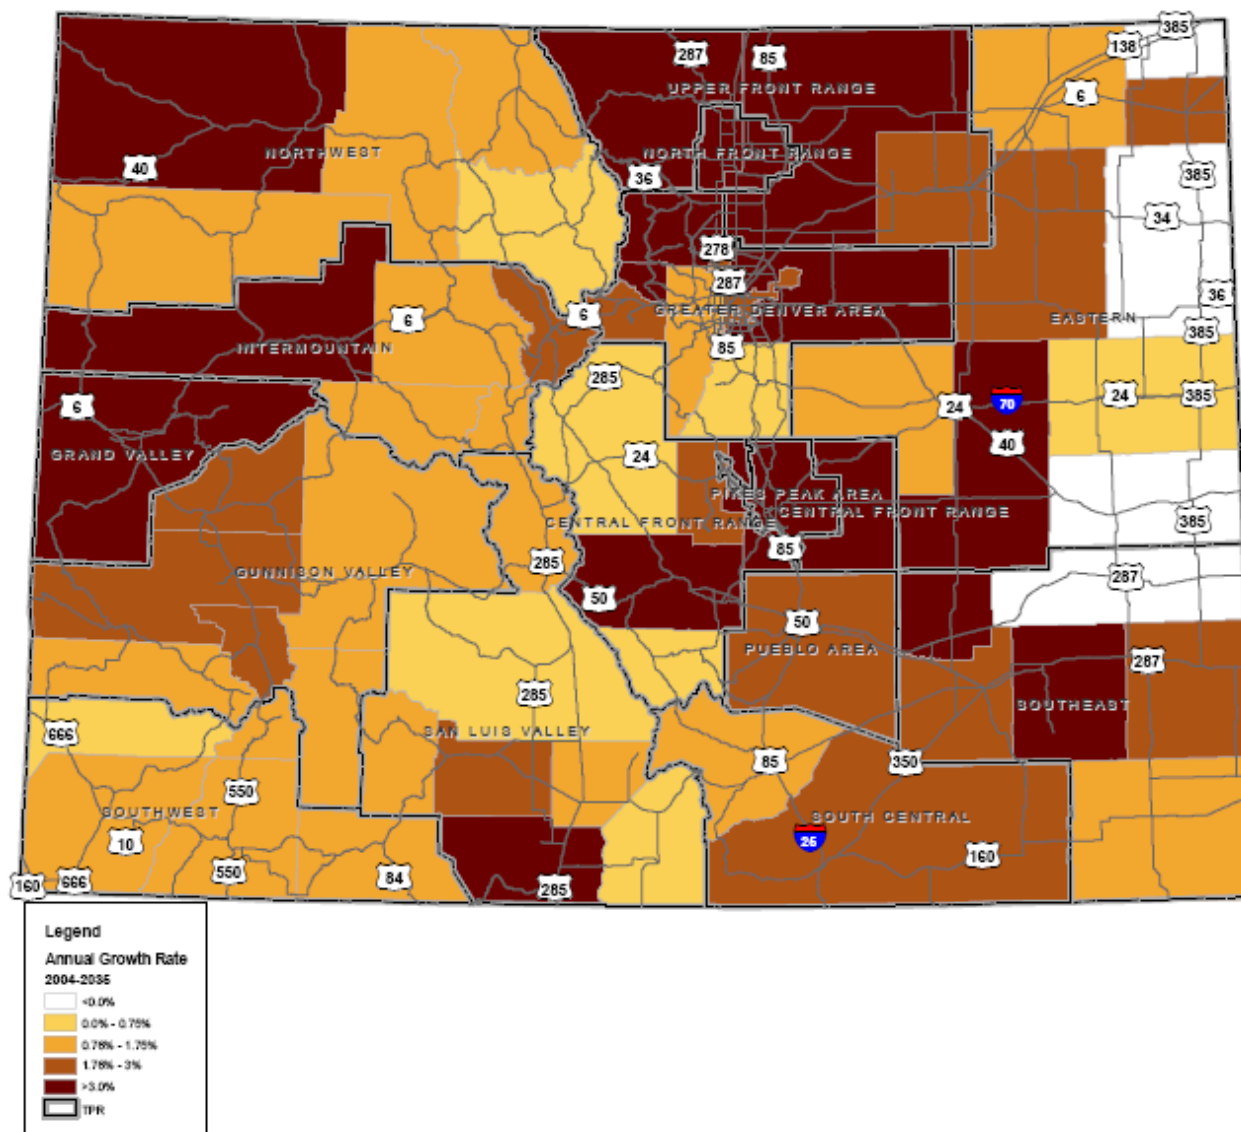 385
138
287
85
6
UPPER FRONT RANGE
NORTHWEST
NORTH FRONT RANGE
40
36
385
34
278
287
36
6
6
GREATER DENVER AREA
EASTERN
385
INTERMOUNTAIN
85
285
6
24
70
24
385
40
GRAND VALLEY
24
PIKES PEAK AREA
CENTRAL FRONT RANGE
CENTRAL FRONT RANGE
385
85
285
GUNNISON VALLEY
287
50
50
PUEBLO AREA
287
285
SOUTHEAST
SAN LUIS VALLEY
666
85
350
550
SOUTHWEST
SOUTH CENTRAL
10
25
160
160
666
550
84
285
Legend
Annual Growth Rate
2004-2035
<0.0%
0.0% - 0.75%
0.76% - 1.75%
1.76% - 3%
>3.0%
TPR